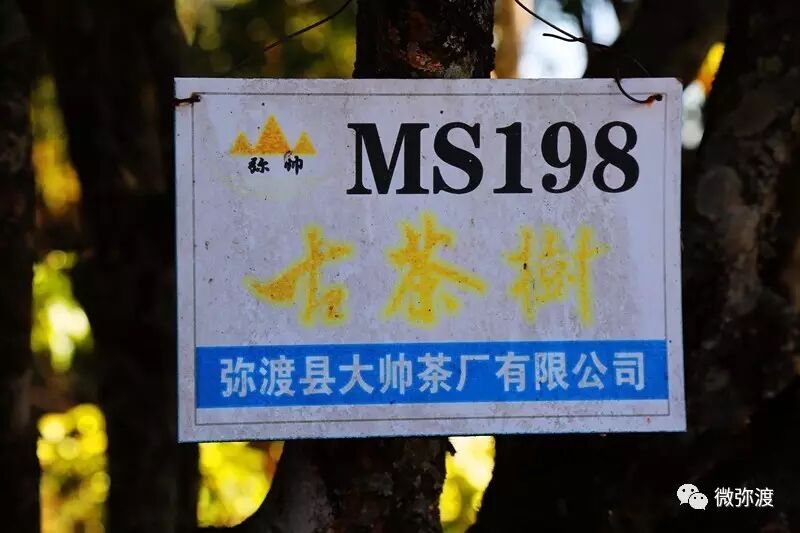 弥帅
MS198
古茶樹
弥渡县大帅茶厂有限公司
微弥渡